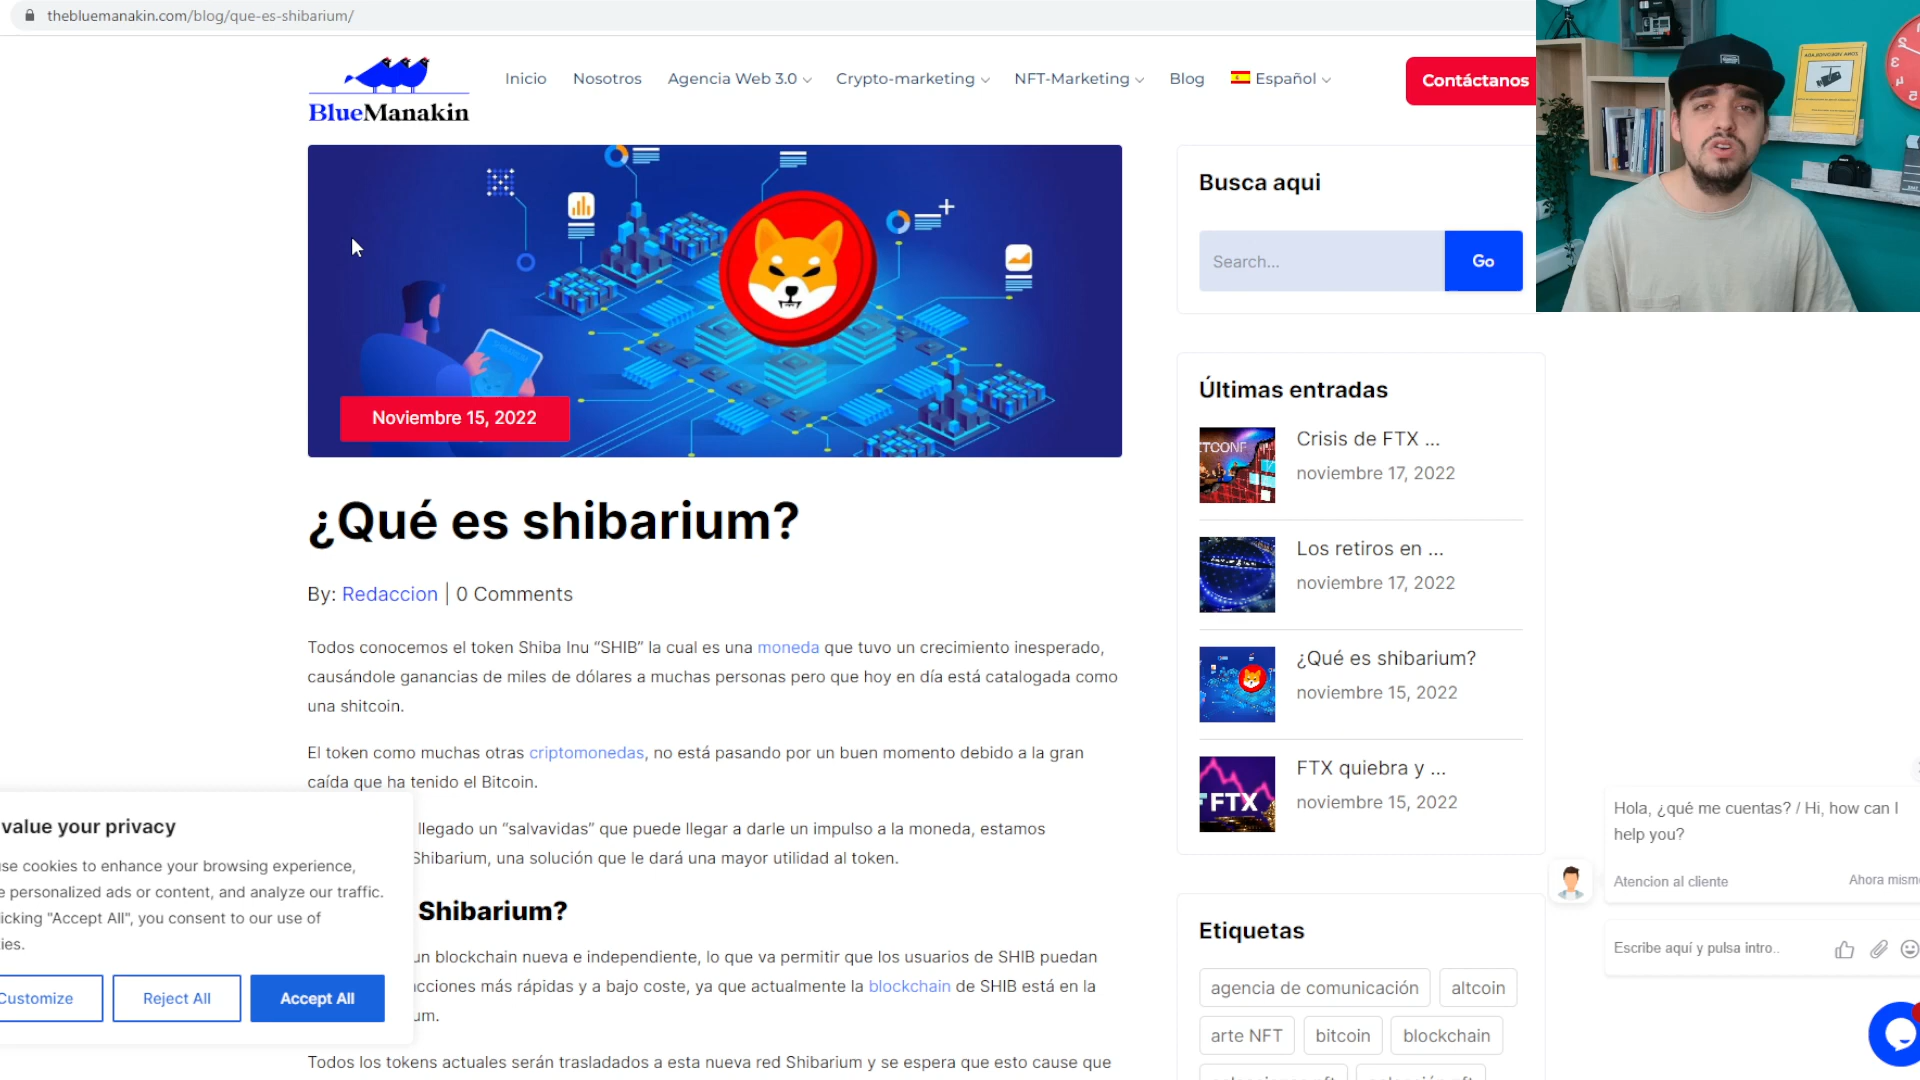 thebluemanakin.com/blog/que-es-shibarium/
BlueManakin
Inicio
Nosotros
Agencia Web 3.0
Crypto-marketing
NFT-Marketing
Blog
Español
Contáctanos
Noviembre 15, 2022
¿Qué es shibarium?
By: Redaccion | 0 Comments
Todos conocemos el token Shiba Inu “SHIB” la cual es una moneda que tuvo un crecimiento inesperado,
causándole ganancias de miles de dólares a muchas personas pero que hoy en día está catalogada como
una shitcoin.
El token como muchas otras criptomonedas, no está pasando por un buen momento debido a la gran
caída que ha tenido el Bitcoin.
llegado un “salvavidas” que puede llegar a darle un impulso a la moneda, estamos
Shibarium, una solución que le dará una mayor utilidad al token.
Shibarium?
un blockchain nueva e independiente, lo que va permitir que los usuarios de SHIB puedan
cciones más rápidas y a bajo coste, ya que actualmente la blockchain de SHIB está en la
um.
Todos los tokens actuales serán trasladados a esta nueva red Shibarium y se espera que esto cause que
value your privacy
se cookies to enhance your browsing experience,
e personalized ads or content, and analyze our traffic.
icking "Accept All", you consent to our use of
ies.
Customize
Reject All
Accept All
Busca aqui
Search...
Go
Últimas entradas
Crisis de FTX ...
noviembre 17, 2022
Los retiros en ...
noviembre 17, 2022
¿Qué es shibarium?
noviembre 15, 2022
FTX
FTX quiebra y ...
noviembre 15, 2022
Etiquetas
agencia de comunicación
altcoin
arte NFT
bitcoin
blockchain
Hola, ¿qué me cuentas? / Hi, how can I
help you?
Atencion al cliente
Ahora mism
Escribe aquí y pulsa intro..